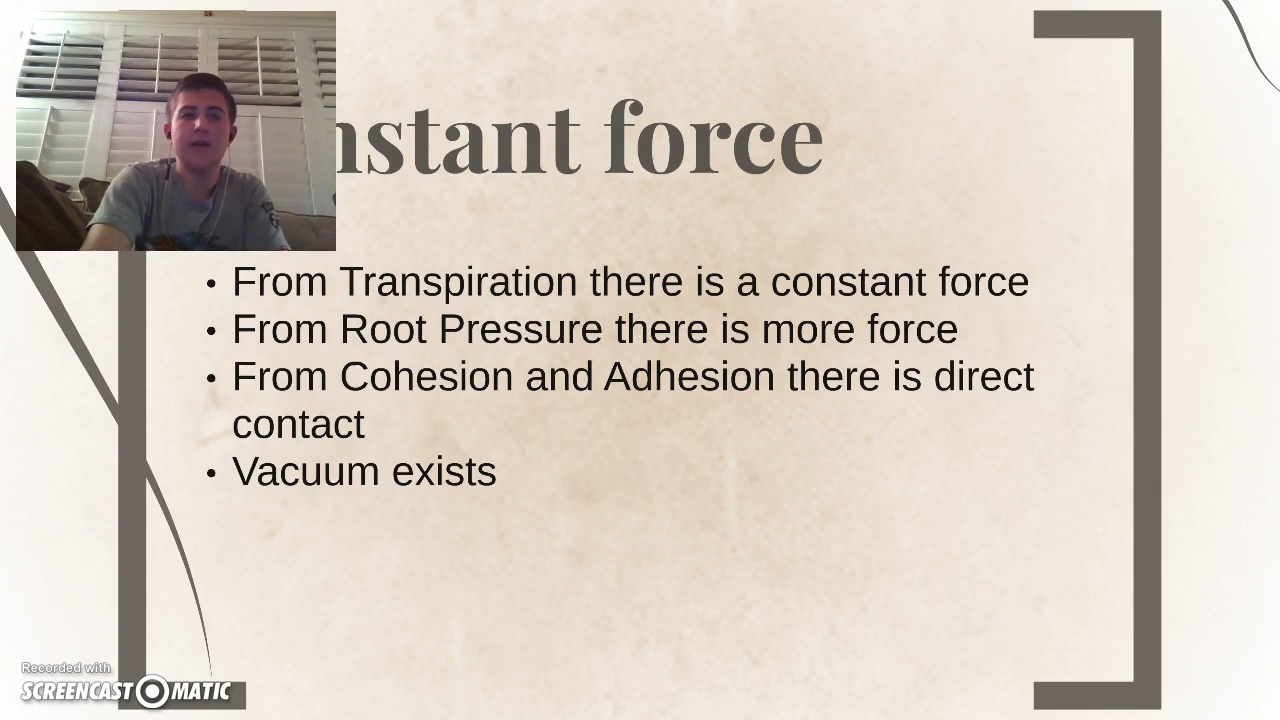 nstant force
• From Transpiration there is a constant force
• From Root Pressure there is more force
• From Cohesion and Adhesion there is direct
contact
• Vacuum exists
Recorded with
SCREENCAST MATIC